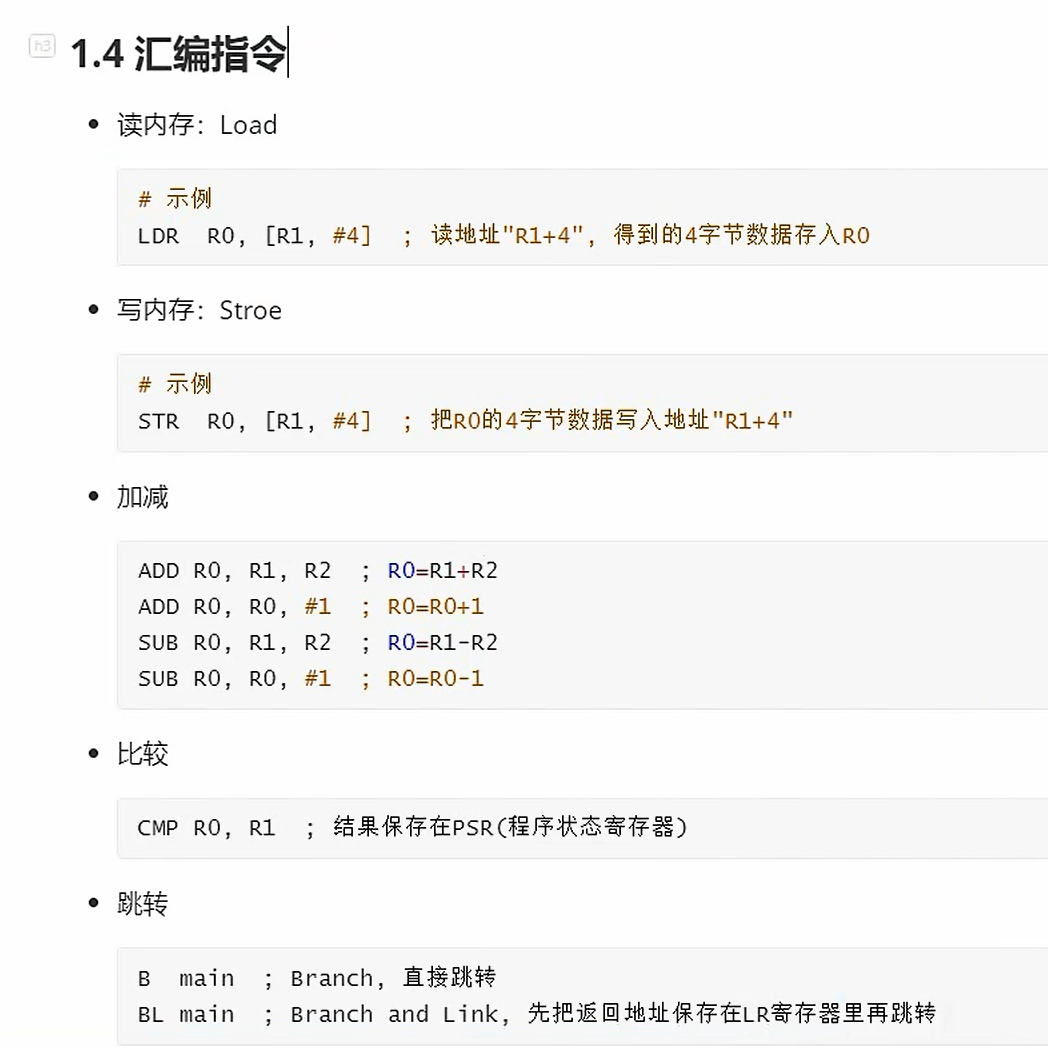 h3
1.4 汇编指令
读内存：Load
# 示例
LDR  R0, [R1, #4]  ; 读地址"R1+4", 得到的4字节数据存入R0
写内存：Stroe
# 示例
STR  R0, [R1, #4]  ; 把R0的4字节数据写入地址"R1+4"
加减
ADD R0, R1, R2  ; R0=R1+R2
ADD R0, R0, #1  ; R0=R0+1
SUB R0, R1, R2  ; R0=R1-R2
SUB R0, R0, #1  ; R0=R0-1
比较
CMP R0, R1  ; 结果保存在PSR(程序状态寄存器)
跳转
B  main  ; Branch, 直接跳转
BL main  ; Branch and Link, 先把返回地址保存在LR寄存器里再跳转